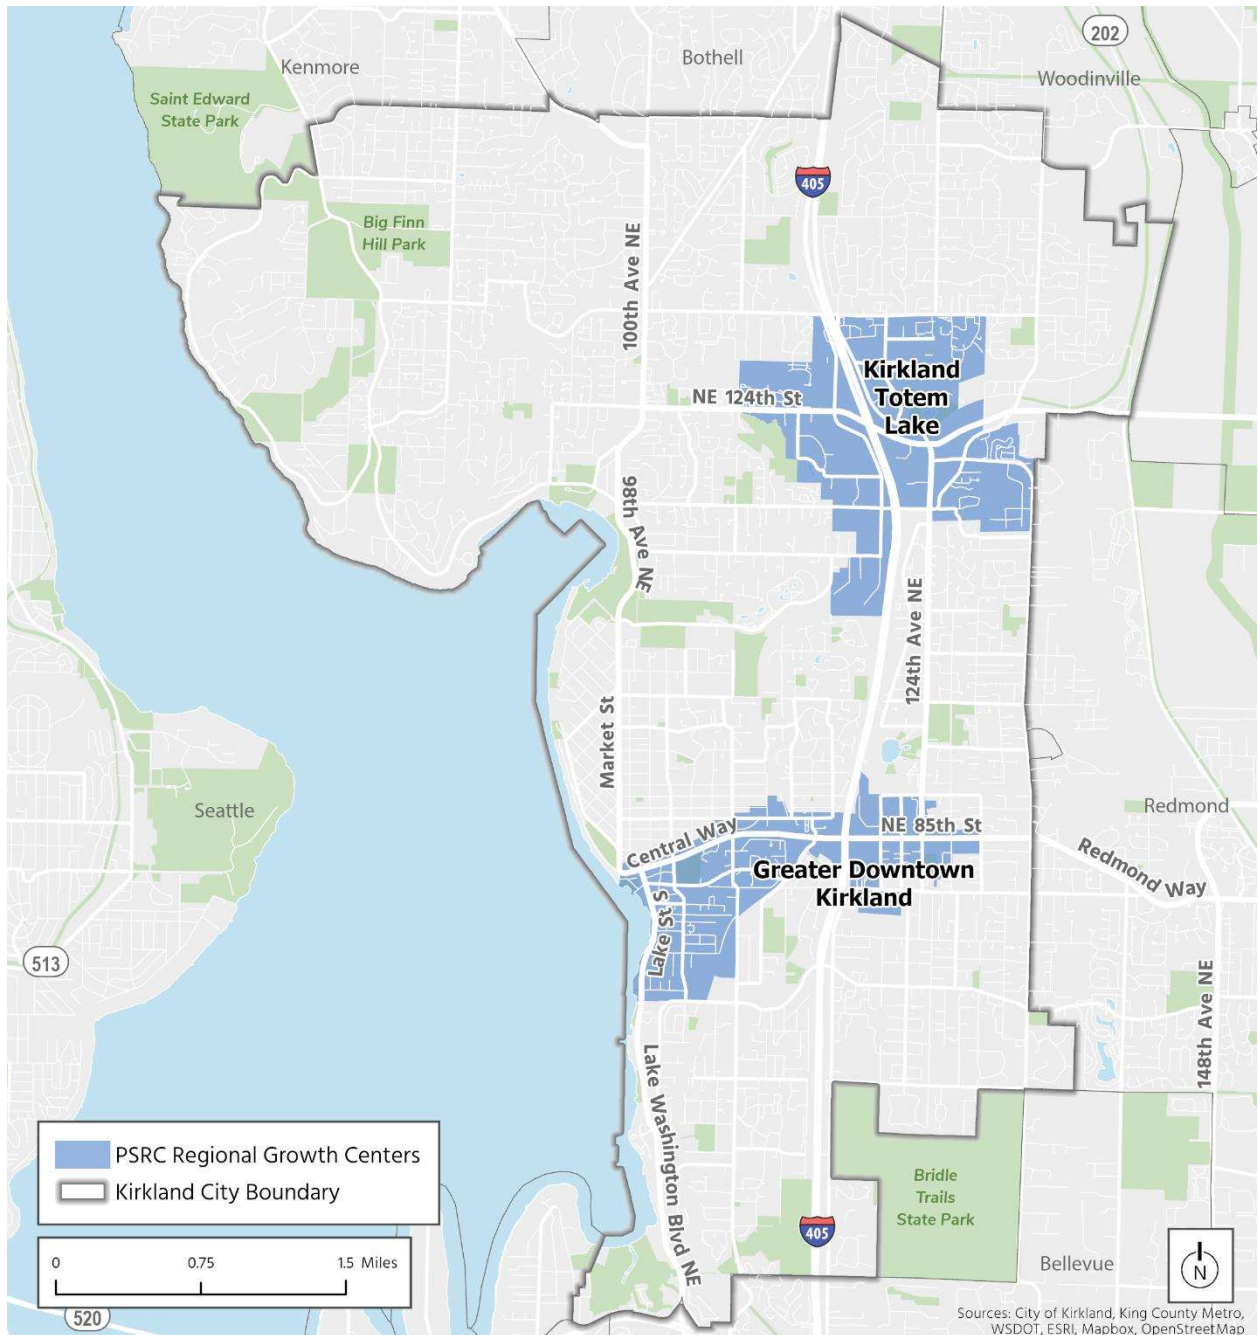 202
Bothell
Kenmore
Woodinville
Saint Edward
State Park
405
Big Finn
Hill Park
100th Ave NE
Kirkland
Totem
Lake
NE 124th St
98th Ave NE
124th Ave NE
Market St
Seattle
Redmond
NE 85th St
Central Way
Redmond Way
Greater Downtown
Kirkland
Lake St S
513
148th Ave NE
Lake Washington Blvd NE
PSRC Regional Growth Centers
Kirkland City Boundary
Bridle
Trails
State Park
405
Bellevue
0 0.75 1.5 Miles
N
520
Sources: City of Kirkland, King County Metro,
WSDOT, ESRI, Mapbox, OpenStreetMap